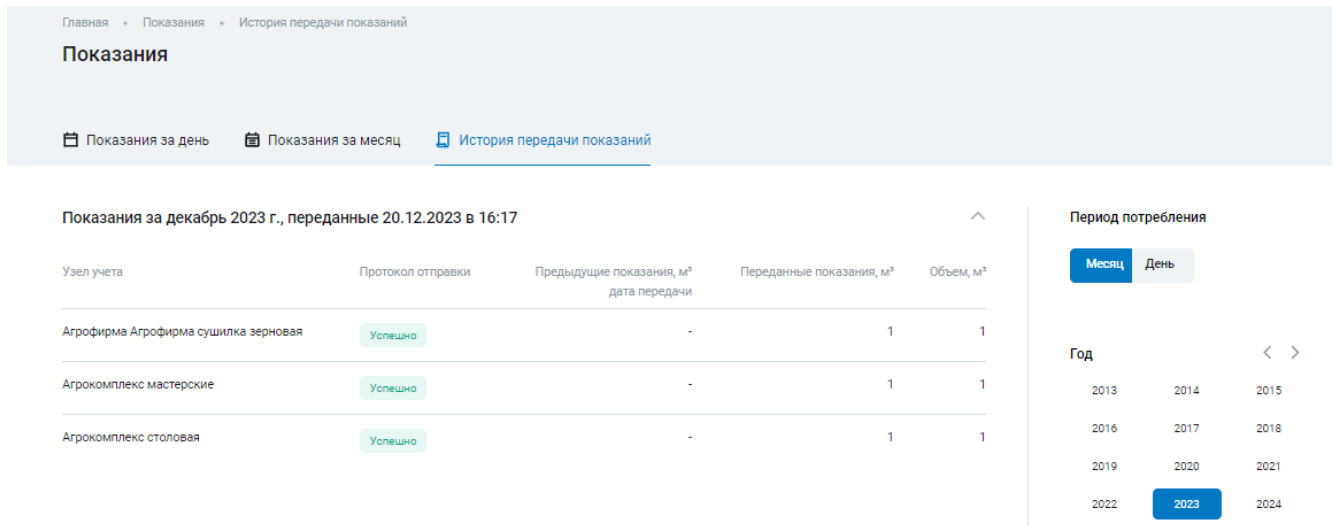 Главная • Показания • История передачи показаний
Показания
Показания за день Показания за месяц История передачи показаний
Показания за декабрь 2023 г., переданные 20.12.2023 в 16:17
Узел учета Протокол отправки Предыдущие показания, м³ Переданные показания, м³ Объем, м³
дата передачи
Агрофирма Агрофирма сушилка зерновая Успешно - 1 1
Агрокомплекс мастерские Успешно - 1 1
Агрокомплекс столовая Успешно - 1 1
Период потребления
Месяц День
Год
2013 2014 2015
2016 2017 2018
2019 2020 2021
2022 2023 2024